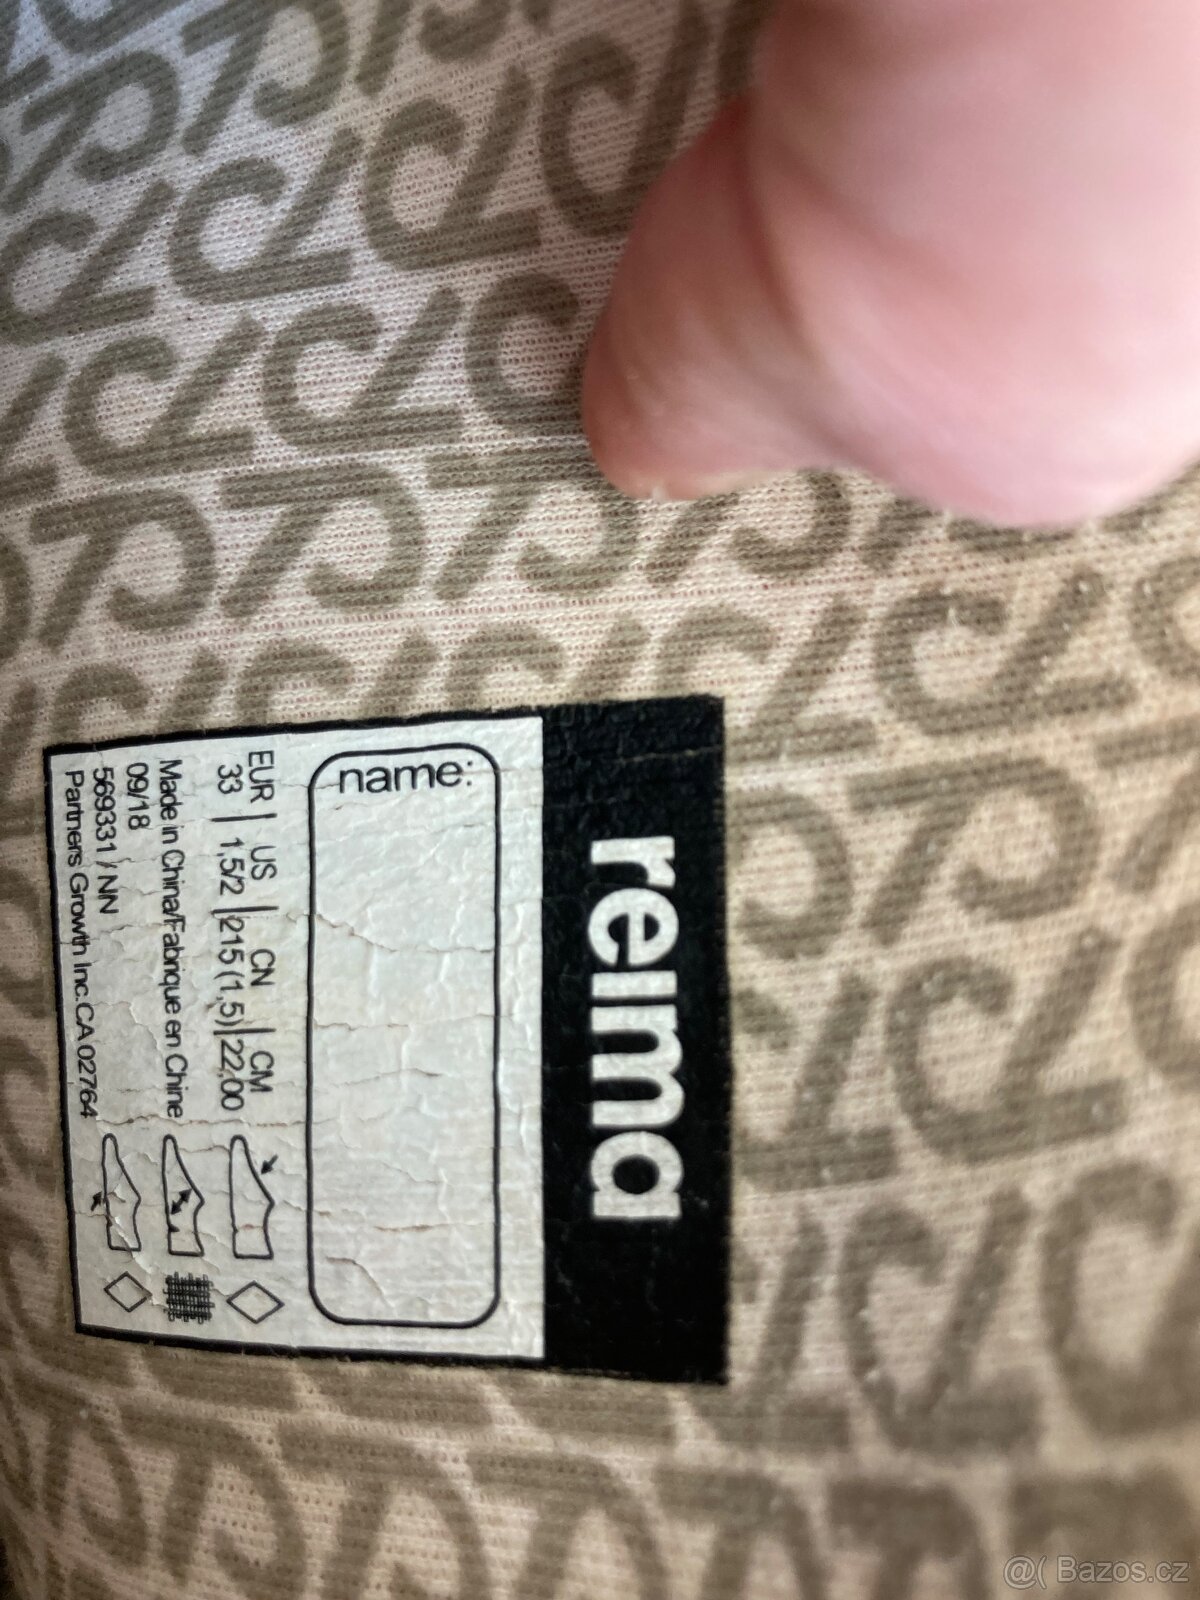 reima
name:
EUR | US | CN | CM
33 | 1,5/2 | 215 (1,5) | 22,00
Made in China/Fabrique en Chine
09/18
569331 / NN
Partners Growth Inc. CA 02764
@( Bazos.cz